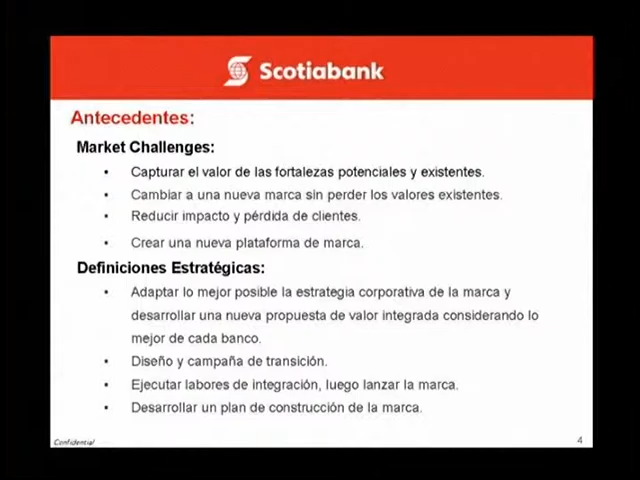 Scotiabank
Antecedentes:
Market Challenges:
• Capturar el valor de las fortalezas potenciales y existentes.
• Cambiar a una nueva marca sin perder los valores existentes.
• Reducir impacto y pérdida de clientes.
• Crear una nueva plataforma de marca.
Definiciones Estratégicas:
• Adaptar lo mejor posible la estrategia corporativa de la marca y
desarrollar una nueva propuesta de valor integrada considerando lo
mejor de cada banco.
• Diseño y campaña de transición.
• Ejecutar labores de integración, luego lanzar la marca.
• Desarrollar un plan de construcción de la marca.
Confidential
4